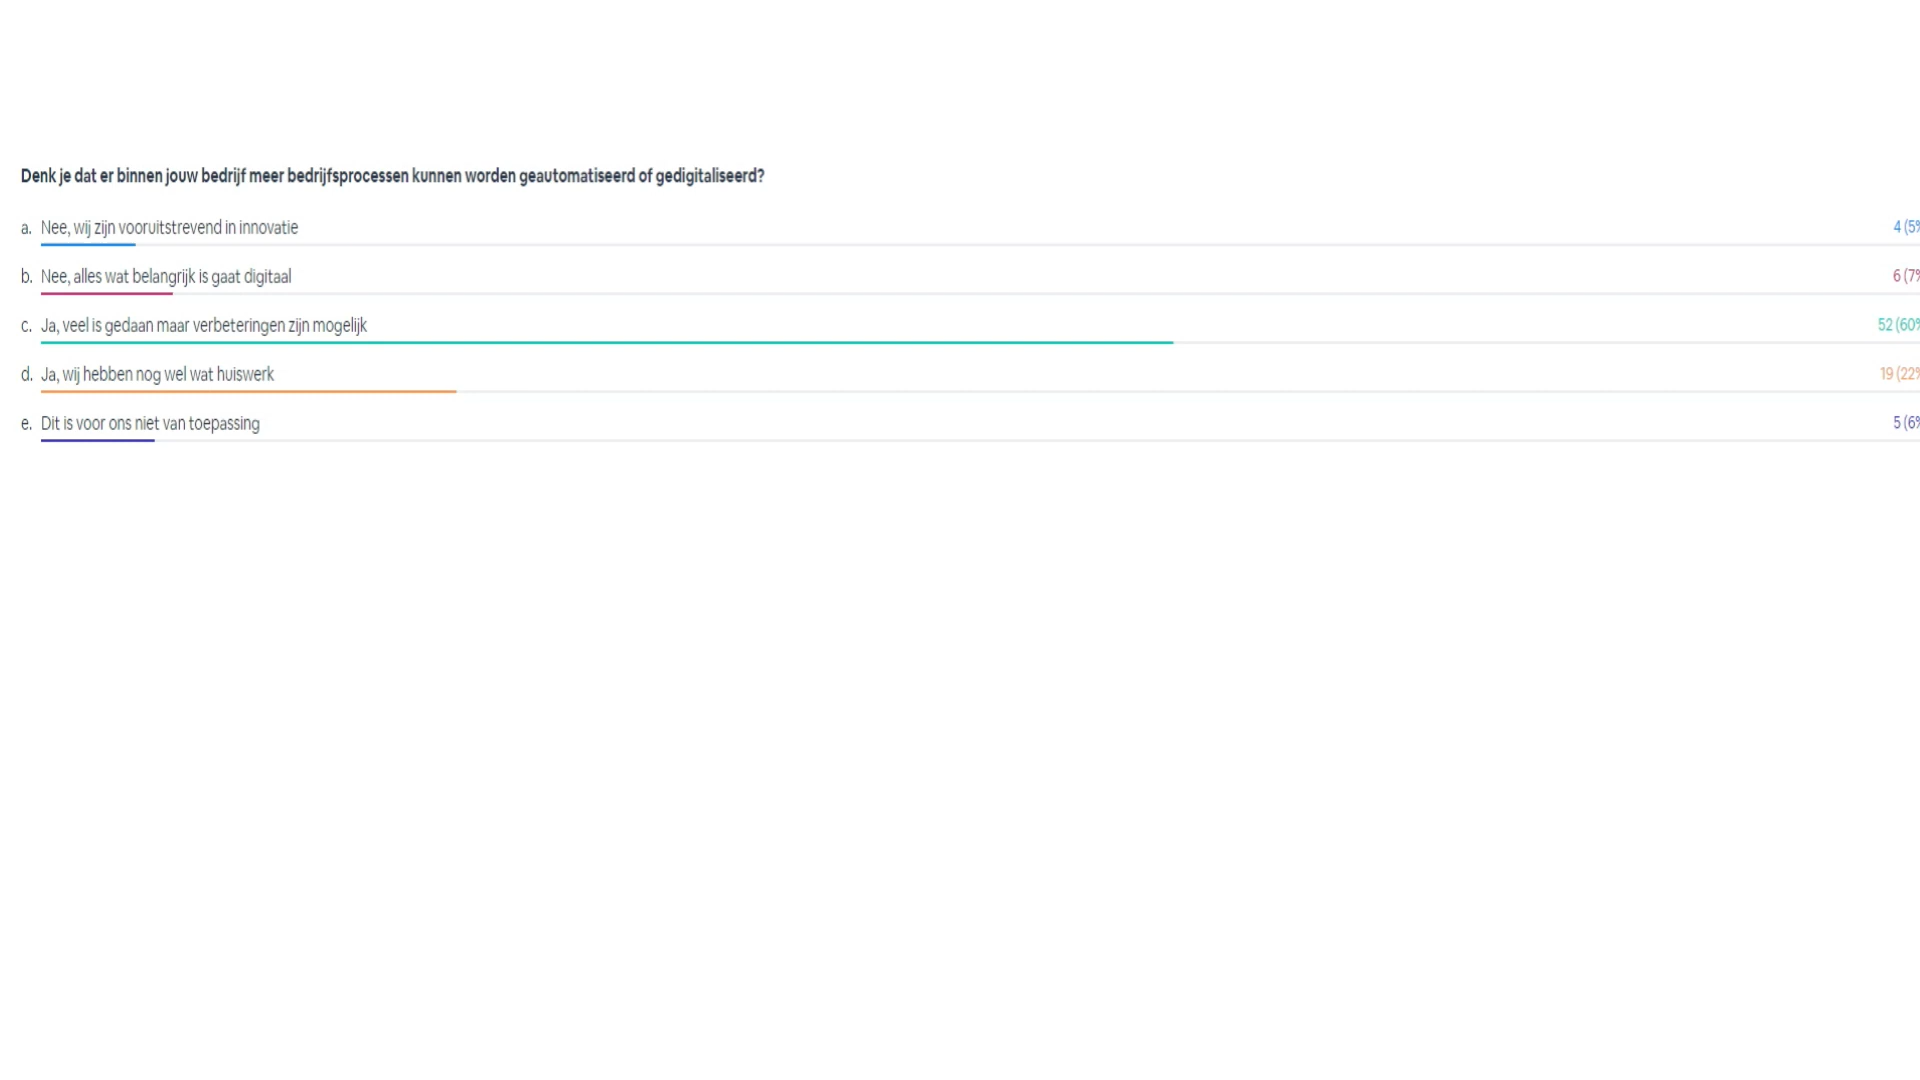 Denk je dat er binnen jouw bedrijf meer bedrijfsprocessen kunnen worden geautomatiseerd of gedigitaliseerd?
a. Nee, wij zijn vooruitstrevend in innovatie 4 (5%
b. Nee, alles wat belangrijk is gaat digitaal 6 (7%
c. Ja, veel is gedaan maar verbeteringen zijn mogelijk 52 (60%
d. Ja, wij hebben nog wel wat huiswerk 19 (22%
e. Dit is voor ons niet van toepassing 5 (6%